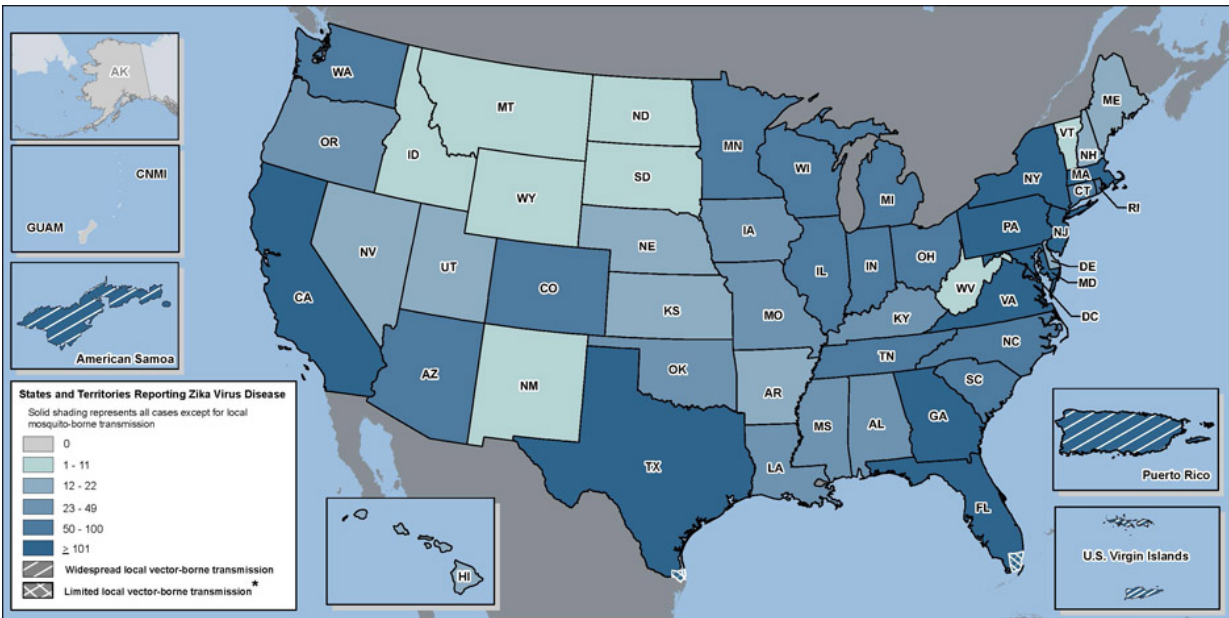 AK
CNMI
GUAM
American Samoa
States and Territories Reporting Zika Virus Disease
Solid shading represents all cases except for local
mosquito-borne transmission
0
1 - 11
12 - 22
23 - 49
50 - 100
≥ 101
Widespread local vector-borne transmission
Limited local vector-borne transmission*
WA
MT
ND
MN
ME
VT
OR
ID
WI
NH
SD
MI
NY
MA
WY
CT
RI
IA
PA
NE
NJ
NV
OH
UT
IL
IN
DE
CO
WV
MD
CA
VA
KS
MO
KY
DC
NC
TN
OK
AZ
NM
SC
AR
MS
AL
GA
TX
LA
FL
HI
Puerto Rico
U.S. Virgin Islands